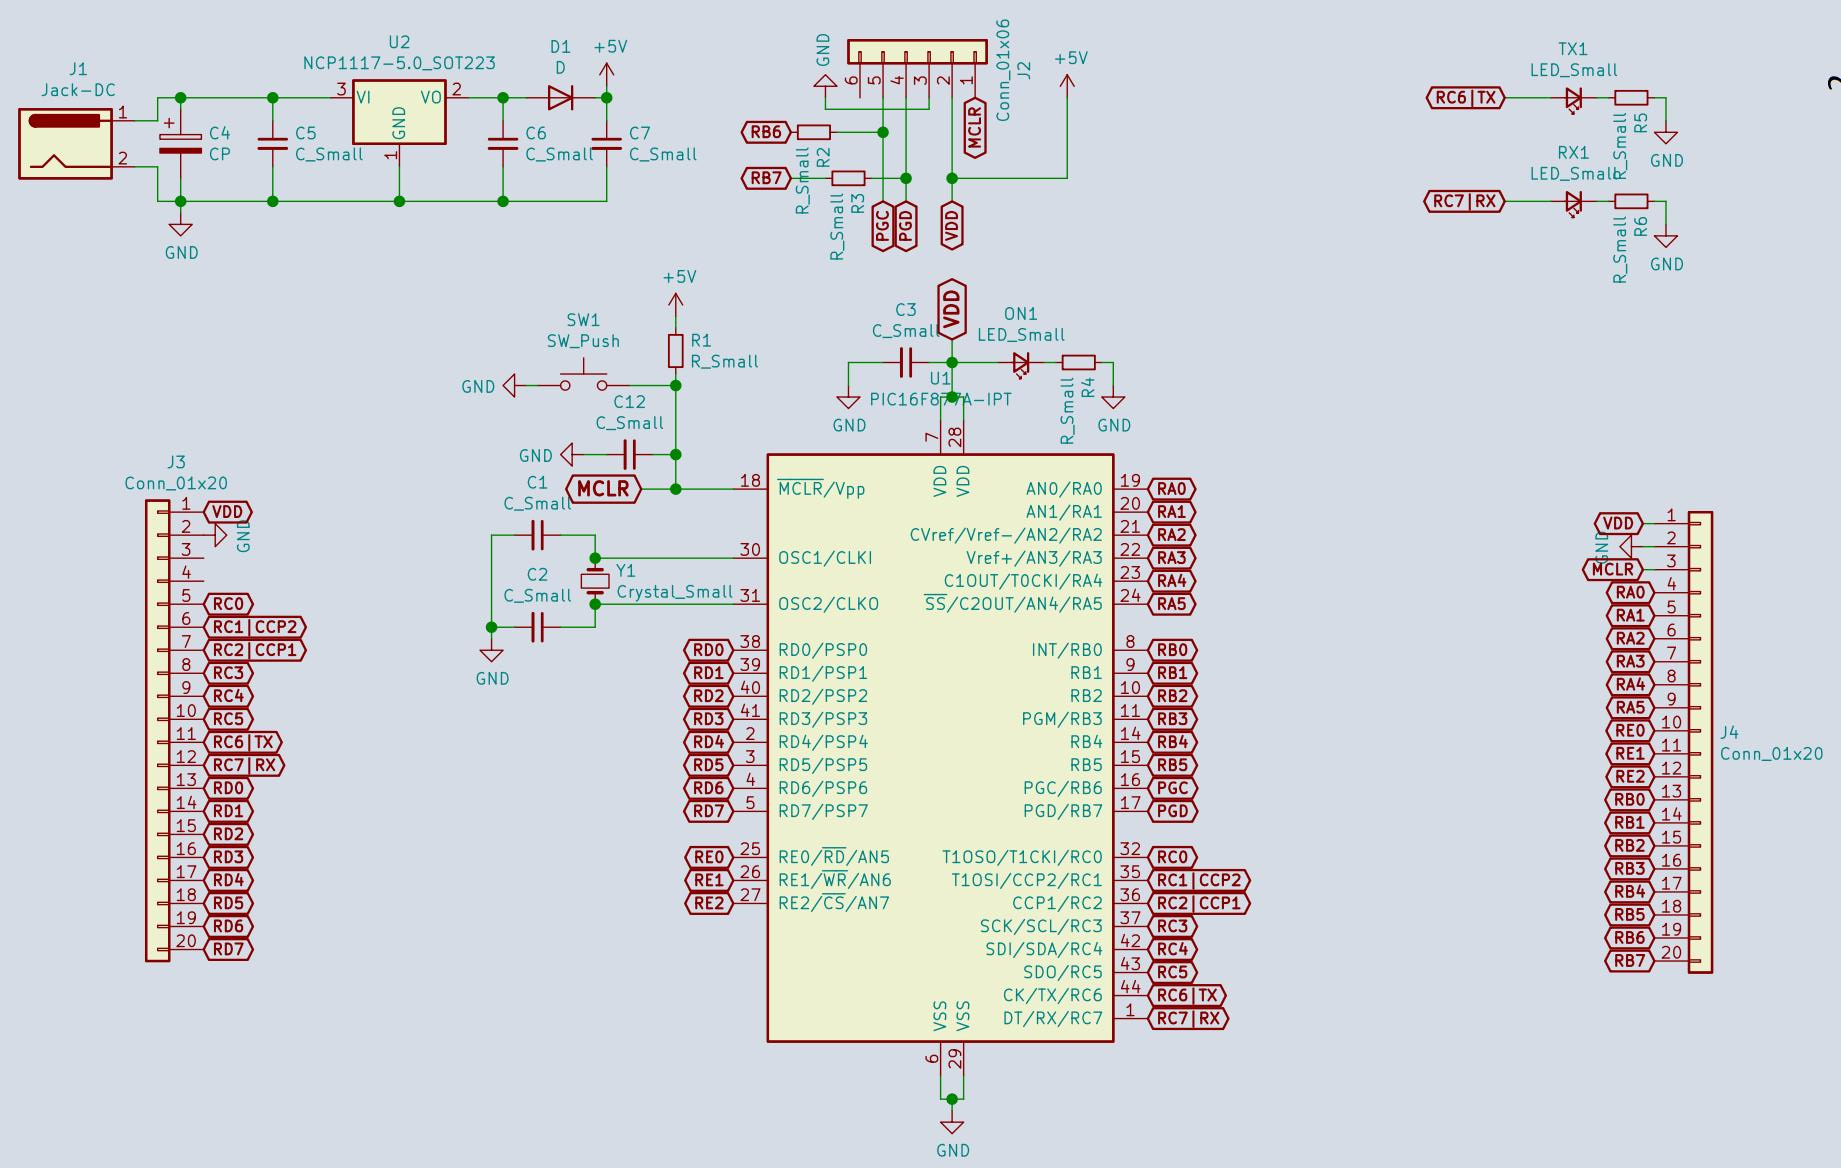 J1
Jack-DC
1
2
+
C4
CP
C5
C_Small
U2
NCP1117-5.0_SOT223
3
VI
VO
2
GND
1
C6
C_Small
D1
D
+5V
C7
C_Small
GND
GND
6
5
4
3
2
1
Conn_01x06
J2
+5V
MCLR
RB6
R_Small
R2
RB7
R_Small
R3
PGC
PGD
VDD
TX1
LED_Small
RC6|TX
R_Small
R5
GND
RX1
LED_Small
RC7|RX
R_Small
R6
GND
+5V
SW1
SW_Push
R1
R_Small
GND
C12
C_Small
GND
MCLR
C1
C_Small
C2
C_Small
Y1
Crystal_Small
GND
VDD
C3
C_Small
GND
ON1
LED_Small
R_Small
R4
GND
U1
PIC16F877A-IPT
7
28
VDD
VDD
18 MCLR/Vpp
30 OSC1/CLKI
31 OSC2/CLKO
RD0 38 RD0/PSP0
RD1 39 RD1/PSP1
RD2 40 RD2/PSP2
RD3 41 RD3/PSP3
RD4 2 RD4/PSP4
RD5 3 RD5/PSP5
RD6 4 RD6/PSP6
RD7 5 RD7/PSP7
RE0 25 RE0/RD/AN5
RE1 26 RE1/WR/AN6
RE2 27 RE2/CS/AN7
AN0/RA0 19 RA0
AN1/RA1 20 RA1
CVref/Vref-/AN2/RA2 21 RA2
Vref+/AN3/RA3 22 RA3
C1OUT/T0CKI/RA4 23 RA4
SS/C2OUT/AN4/RA5 24 RA5
INT/RB0 8 RB0
RB1 9 RB1
RB2 10 RB2
PGM/RB3 11 RB3
RB4 14 RB4
RB5 15 RB5
PGC/RB6 16 PGC
PGD/RB7 17 PGD
T1OSO/T1CKI/RC0 32 RC0
T1OSI/CCP2/RC1 35 RC1|CCP2
CCP1/RC2 36 RC2|CCP1
SCK/SCL/RC3 37 RC3
SDI/SDA/RC4 42 RC4
SDO/RC5 43 RC5
CK/TX/RC6 44 RC6|TX
DT/RX/RC7 1 RC7|RX
VSS
VSS
6
29
GND
J3
Conn_01x20
1 VDD
2 GND
3
4
5 RC0
6 RC1|CCP2
7 RC2|CCP1
8 RC3
9 RC4
10 RC5
11 RC6|TX
12 RC7|RX
13 RD0
14 RD1
15 RD2
16 RD3
17 RD4
18 RD5
19 RD6
20 RD7
VDD 1
GND 2
MCLR 3
RA0 4
RA1 5
RA2 6
RA3 7
RA4 8
RA5 9
RE0 10
RE1 11
RE2 12
RB0 13
RB1 14
RB2 15
RB3 16
RB4 17
RB5 18
RB6 19
RB7 20
J4
Conn_01x20